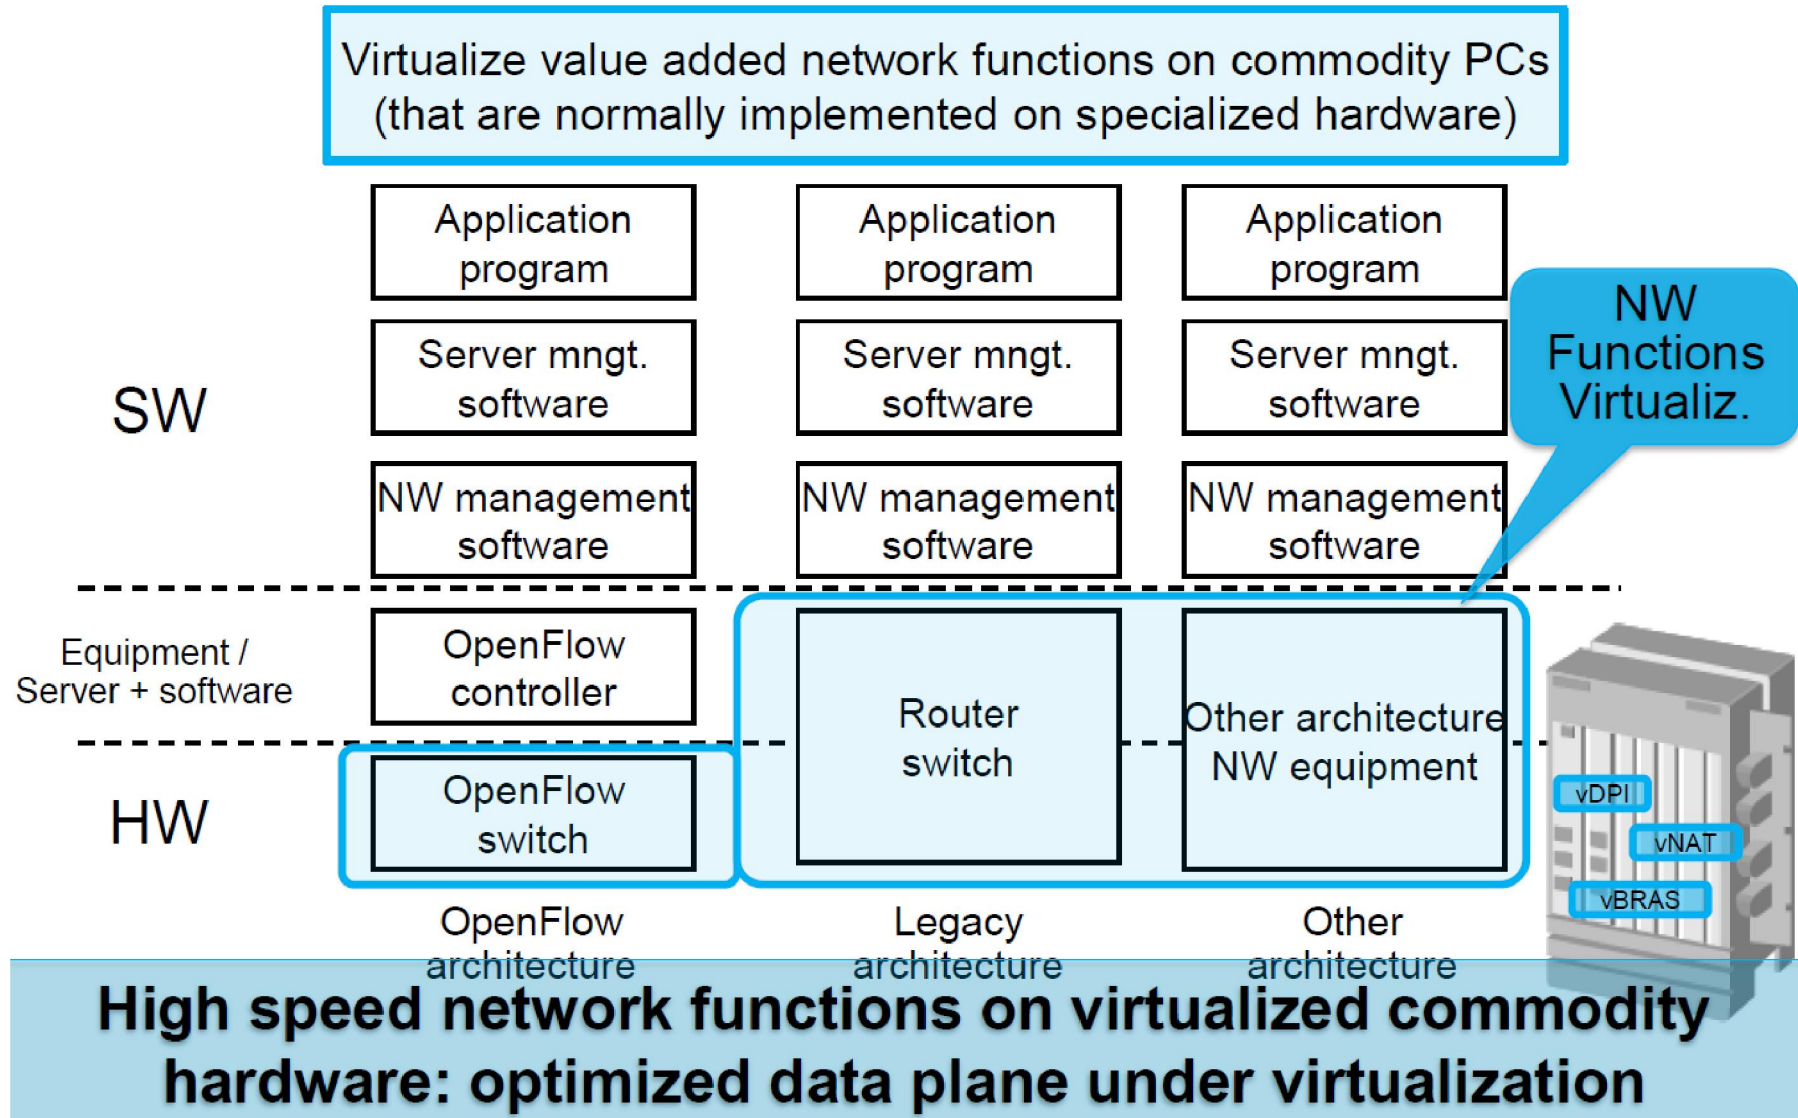 Virtualize value added network functions on commodity PCs
(that are normally implemented on specialized hardware)
Application
program
Application
program
Application
program
NW
Functions
Virtualiz.
SW
Server mngt.
software
Server mngt.
software
Server mngt.
software
NW management
software
NW management
software
NW management
software
Equipment /
Server + software
OpenFlow
controller
Router
switch
Other architecture
NW equipment
HW
OpenFlow
switch
vDPI
vNAT
vBRAS
OpenFlow
architecture
Legacy
architecture
Other
architecture
High speed network functions on virtualized commodity
hardware: optimized data plane under virtualization